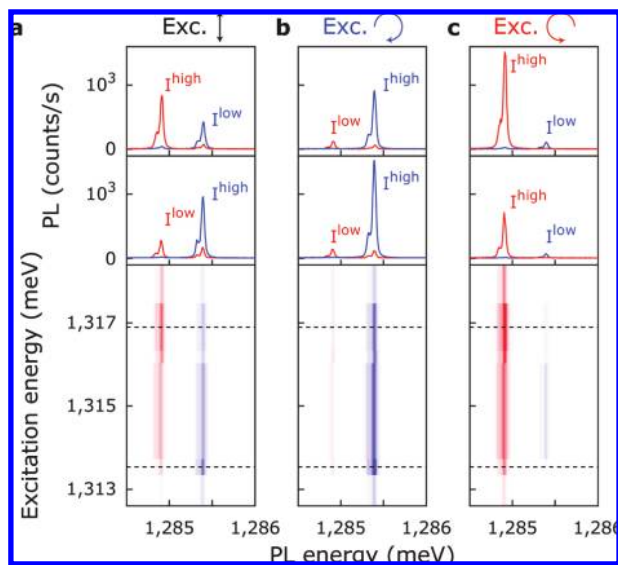 a Exc. b Exc. c Exc.
PL (counts/s)
10³ I^high I^low I^low I^high I^high I^low
0
10³ I^low I^high I^low I^high I^low
0
Excitation energy (meV)
1,317
1,315
1,313
1,285 1,286 1,285 1,286 1,285 1,286
PL energy (meV)